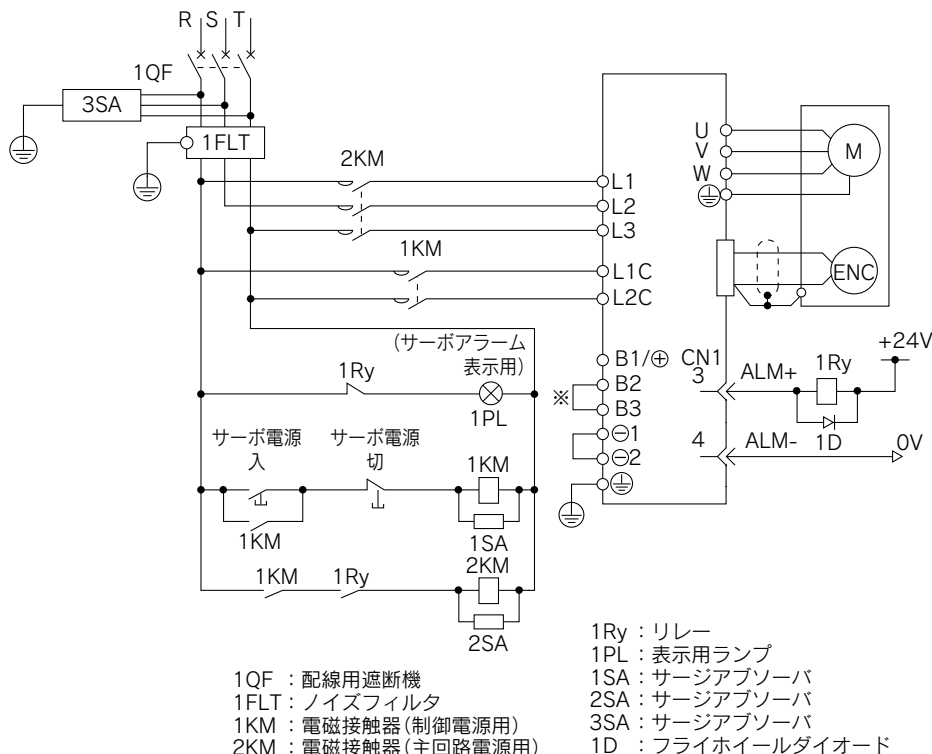 R S T
1QF
3SA
1FLT
2KM
L1
L2
L3
1KM
L1C
L2C
U
V
W
M
ENC
(サーボアラーム
表示用)
1Ry
1PL
B1/⊕
B2
B3
※
⊖1
⊖2
CN1
3
ALM+
1Ry
+24V
1D
4
ALM-
0V
サーボ電源
入
サーボ電源
切
1KM
1KM
1SA
1KM
1Ry
2KM
2SA
1QF :配線用遮断機
1FLT:ノイズフィルタ
1KM :電磁接触器(制御電源用)
2KM :電磁接触器(主回路電源用)
1Ry :リレー
1PL :表示用ランプ
1SA :サージアブソーバ
2SA :サージアブソーバ
3SA :サージアブソーバ
1D :フライホイールダイオード